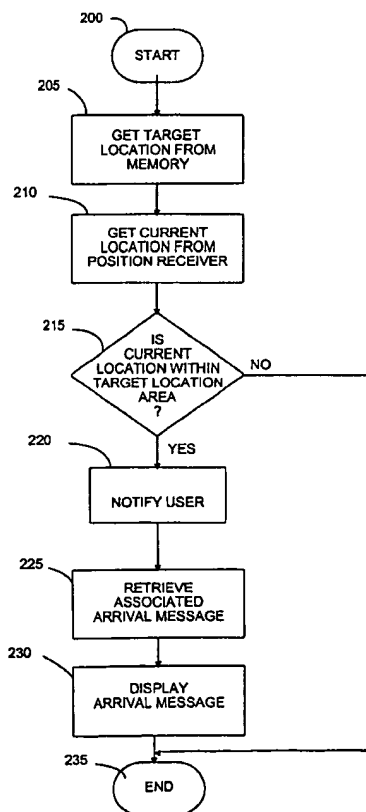 200
START
205
GET TARGET
LOCATION FROM
MEMORY
210
GET CURRENT
LOCATION FROM
POSITION RECEIVER
215
IS
CURRENT
LOCATION WITHIN
TARGET LOCATION
AREA
?
NO
YES
220
NOTIFY USER
225
RETRIEVE
ASSOCIATED
ARRIVAL MESSAGE
230
DISPLAY
ARRIVAL MESSAGE
235
END